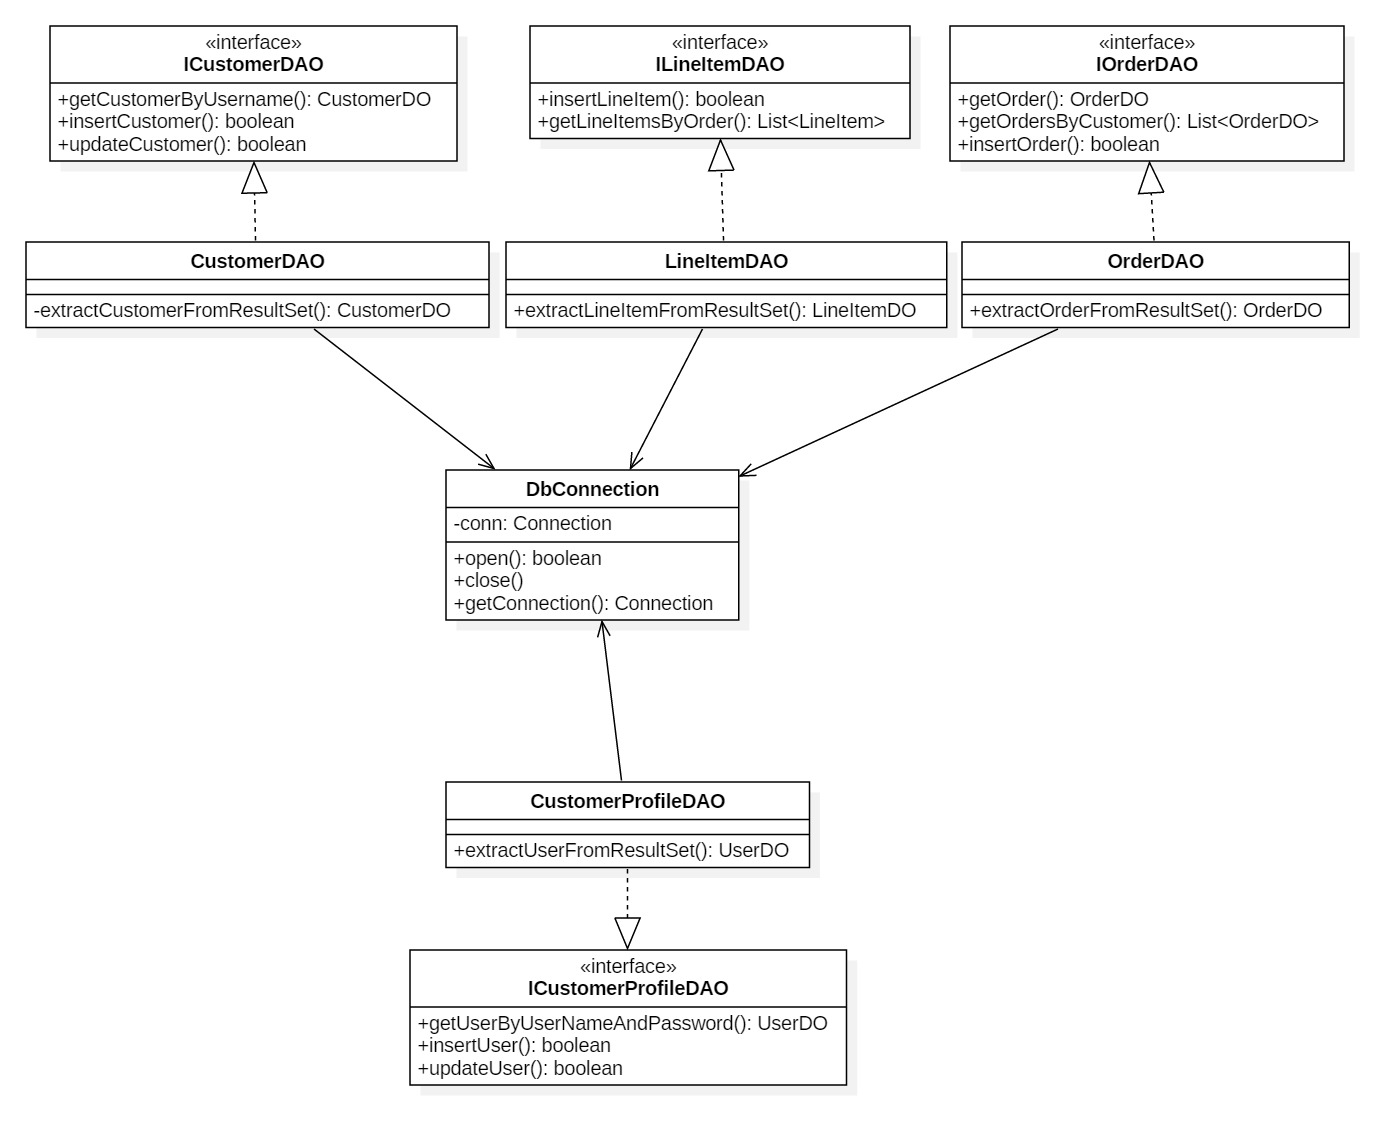 «interface»
ICustomerDAO
+getCustomerByUsername(): CustomerDO
+insertCustomer(): boolean
+updateCustomer(): boolean
«interface»
ILineItemDAO
+insertLineItem(): boolean
+getLineItemsByOrder(): List<LineItem>
«interface»
IOrderDAO
+getOrder(): OrderDO
+getOrdersByCustomer(): List<OrderDO>
+insertOrder(): boolean
CustomerDAO
-extractCustomerFromResultSet(): CustomerDO
LineItemDAO
+extractLineItemFromResultSet(): LineItemDO
OrderDAO
+extractOrderFromResultSet(): OrderDO
DbConnection
-conn: Connection
+open(): boolean
+close()
+getConnection(): Connection
CustomerProfileDAO
+extractUserFromResultSet(): UserDO
«interface»
ICustomerProfileDAO
+getUserByUserNameAndPassword(): UserDO
+insertUser(): boolean
+updateUser(): boolean